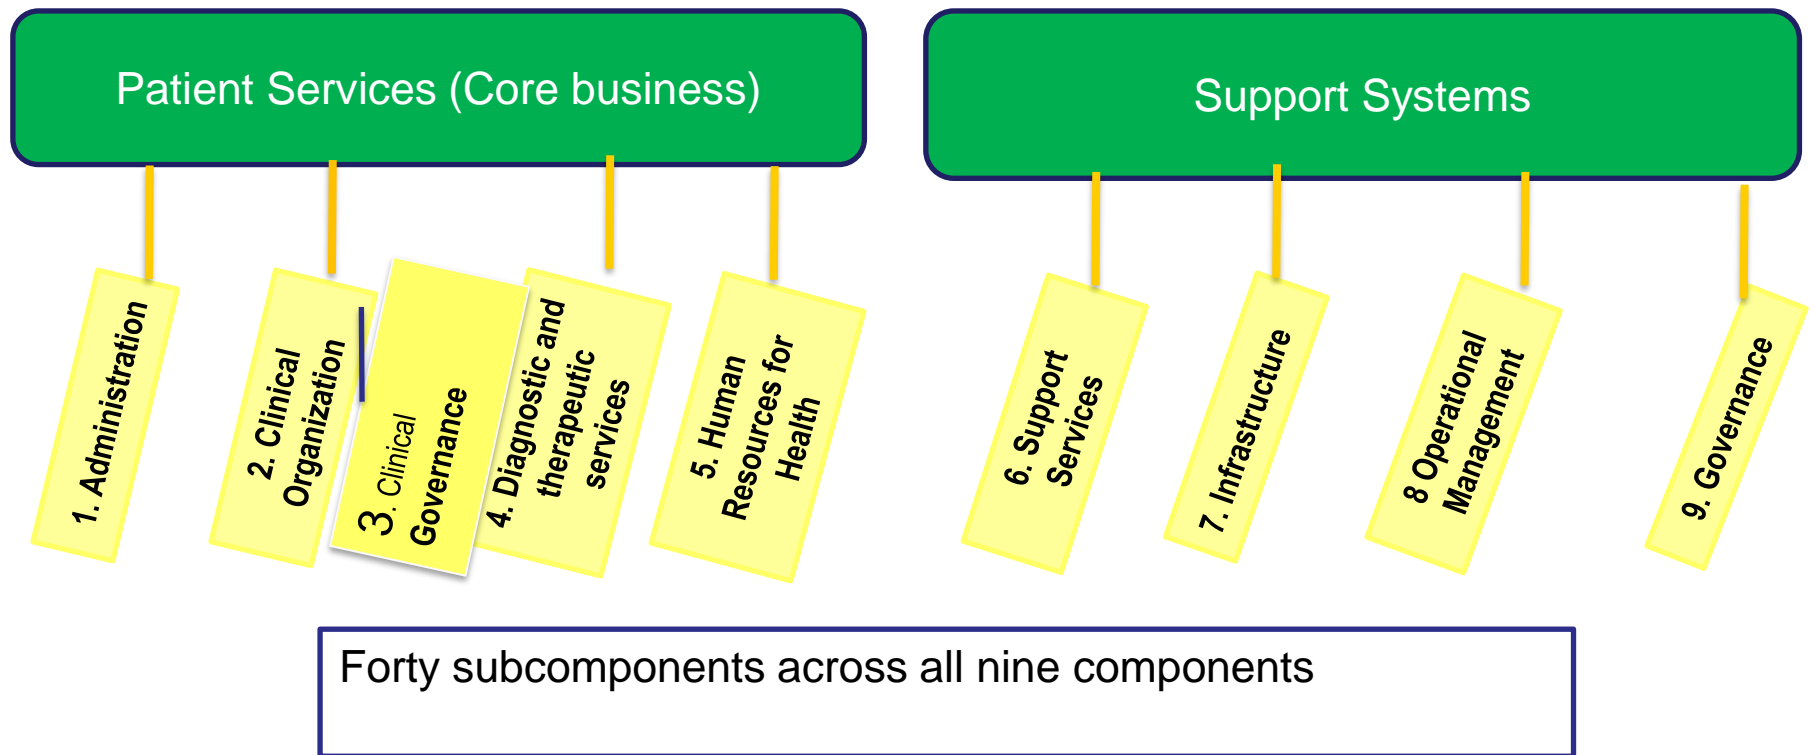 Patient Services (Core business)
Support Systems
1. Administration
2. Clinical
Organization
3. Clinical
Governance
4. Diagnostic and
therapeutic
services
5. Human
Resources for
Health
6. Support
Services
7. Infrastructure
8 Operational
Management
9. Governance
Forty subcomponents across all nine components